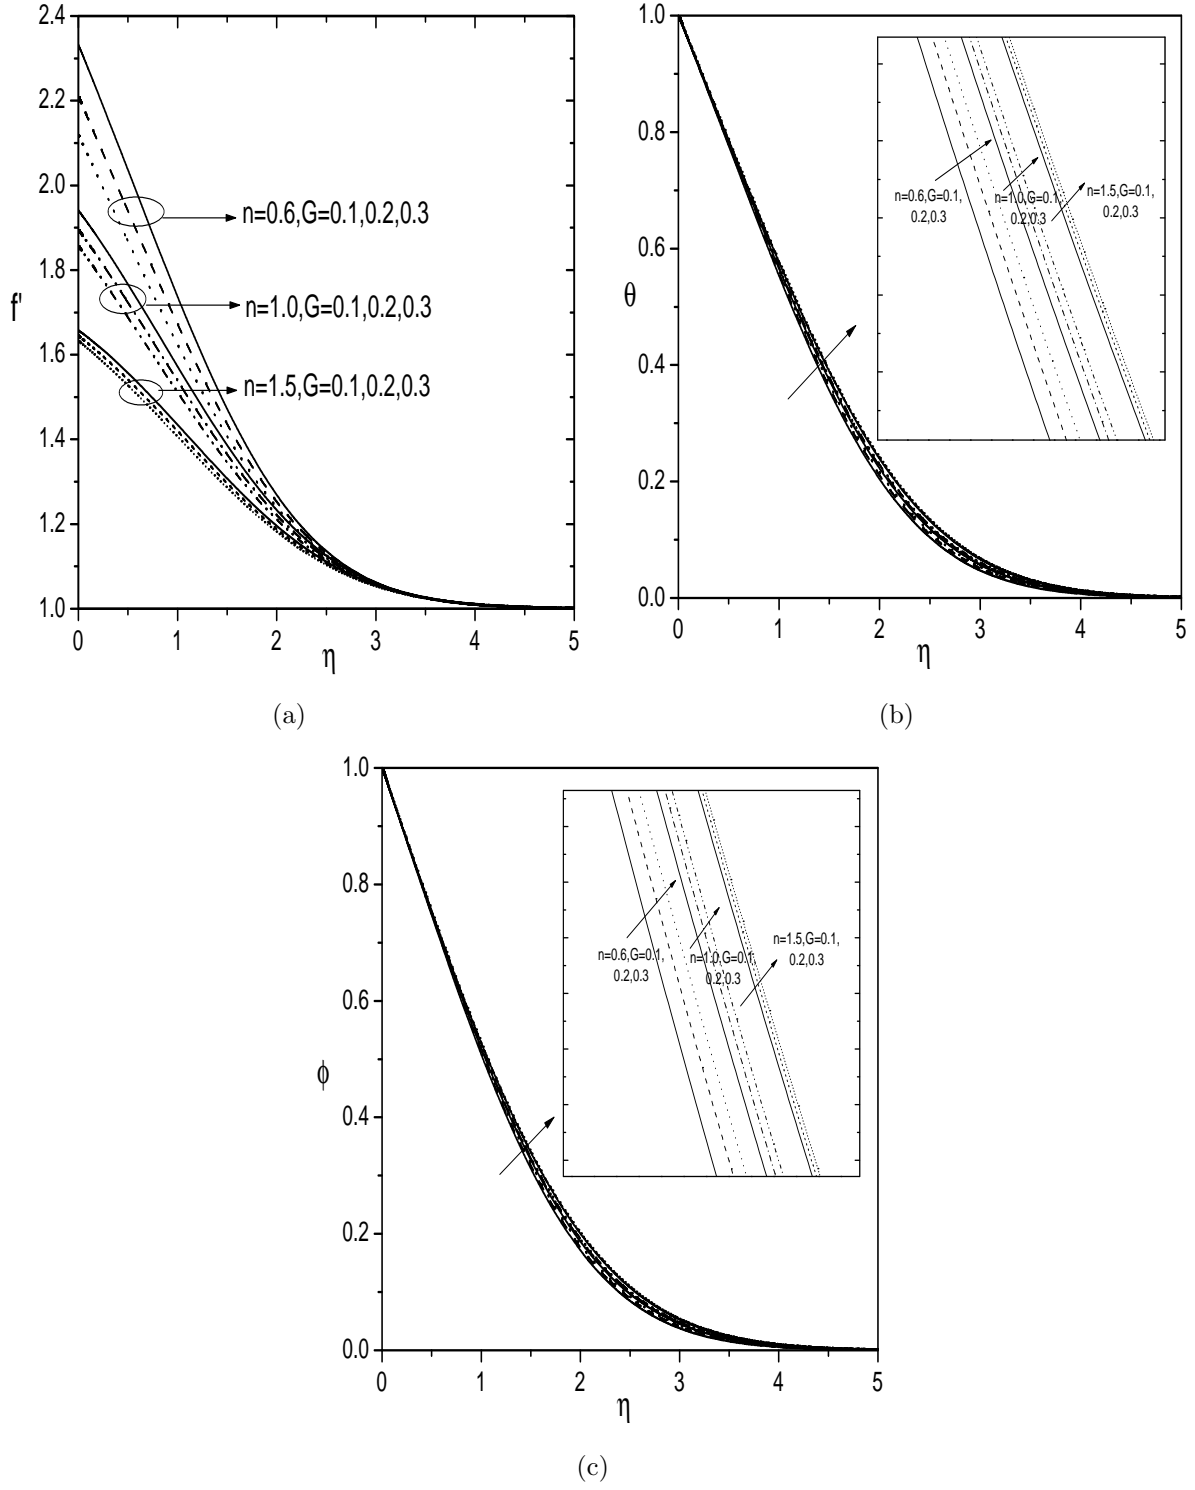 2.4
2.2
2.0
1.8
1.6
1.4
1.2
1.0
f'
n=0.6,G=0.1,0.2,0.3
n=1.0,G=0.1,0.2,0.3
n=1.5,G=0.1,0.2,0.3
0 1 2 3 4 5
η
(a)
1.0
0.8
0.6
0.4
0.2
0.0
θ
n=0.6,G=0.1,
0.2,0.3
n=1.0,G=0.1,
0.2,0.3
n=1.5,G=0.1,
0.2,0.3
0 1 2 3 4 5
η
(b)
1.0
0.8
0.6
0.4
0.2
0.0
ϕ
n=0.6,G=0.1,
0.2,0.3
n=1.0,G=0.1,
0.2,0.3
n=1.5,G=0.1,
0.2,0.3
0 1 2 3 4 5
η
(c)